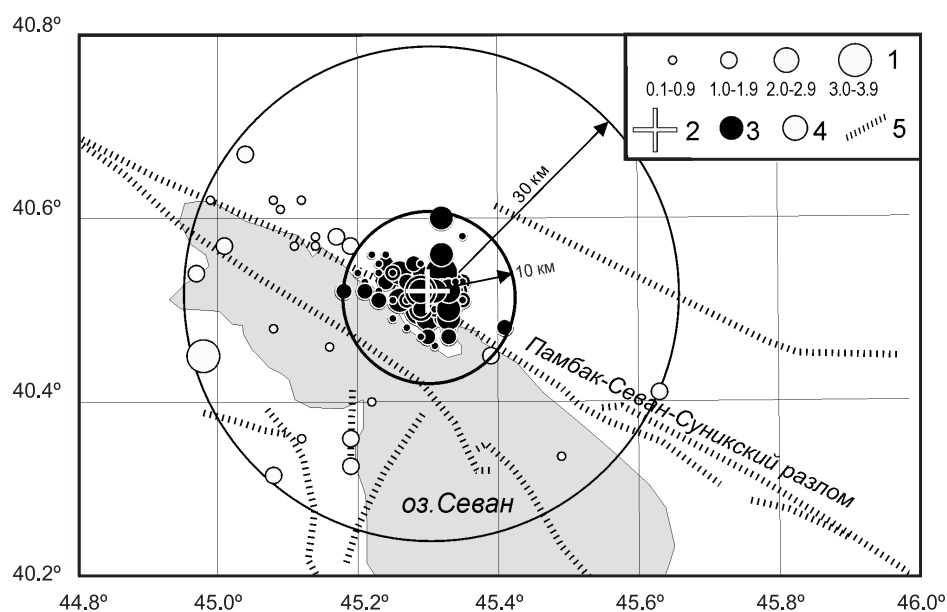 40.8º
40.6º
40.4º
40.2º
44.8º 45.0º 45.2º 45.4º 45.6º 45.8º 46.0º
1
0.1-0.9 1.0-1.9 2.0-2.9 3.0-3.9
2 3 4 5
30 км
10 км
Памбак-Севан-Суникский разлом
оз.Севан